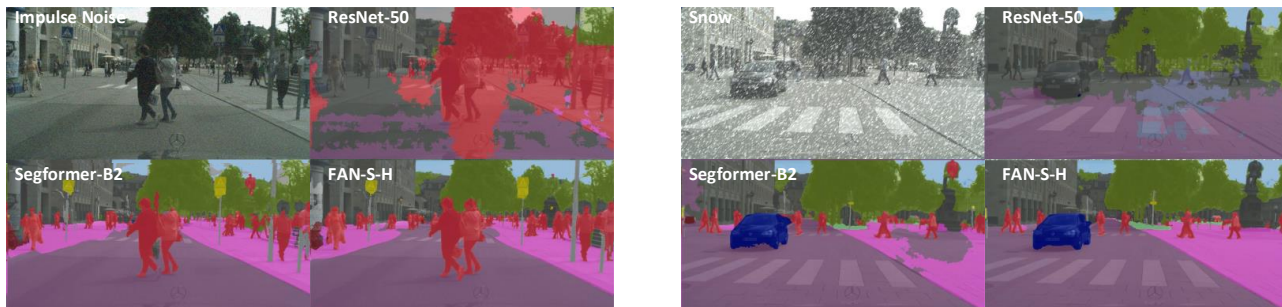 Impulse Noise
ResNet-50
Segformer-B2
FAN-S-H
Snow
ResNet-50
Segformer-B2
FAN-S-H